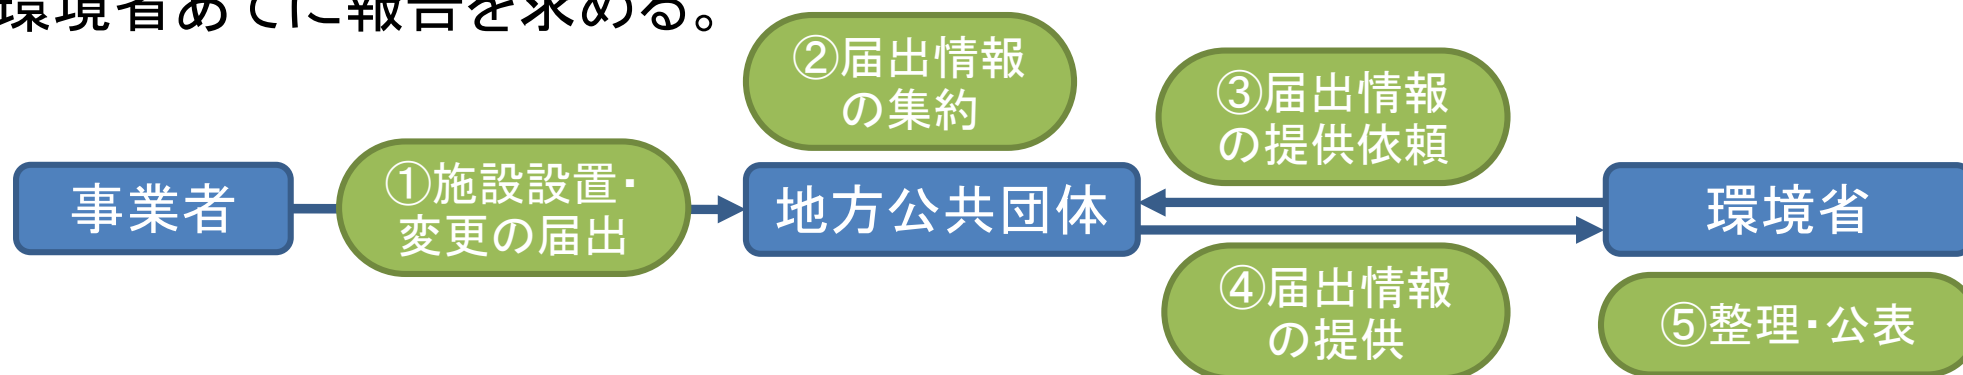 環境省あてに報告を求める。
②届出情報
の集約
③届出情報
の提供依頼
事業者
①施設設置・
変更の届出
地方公共団体
環境省
④届出情報
の提供
⑤整理・公表